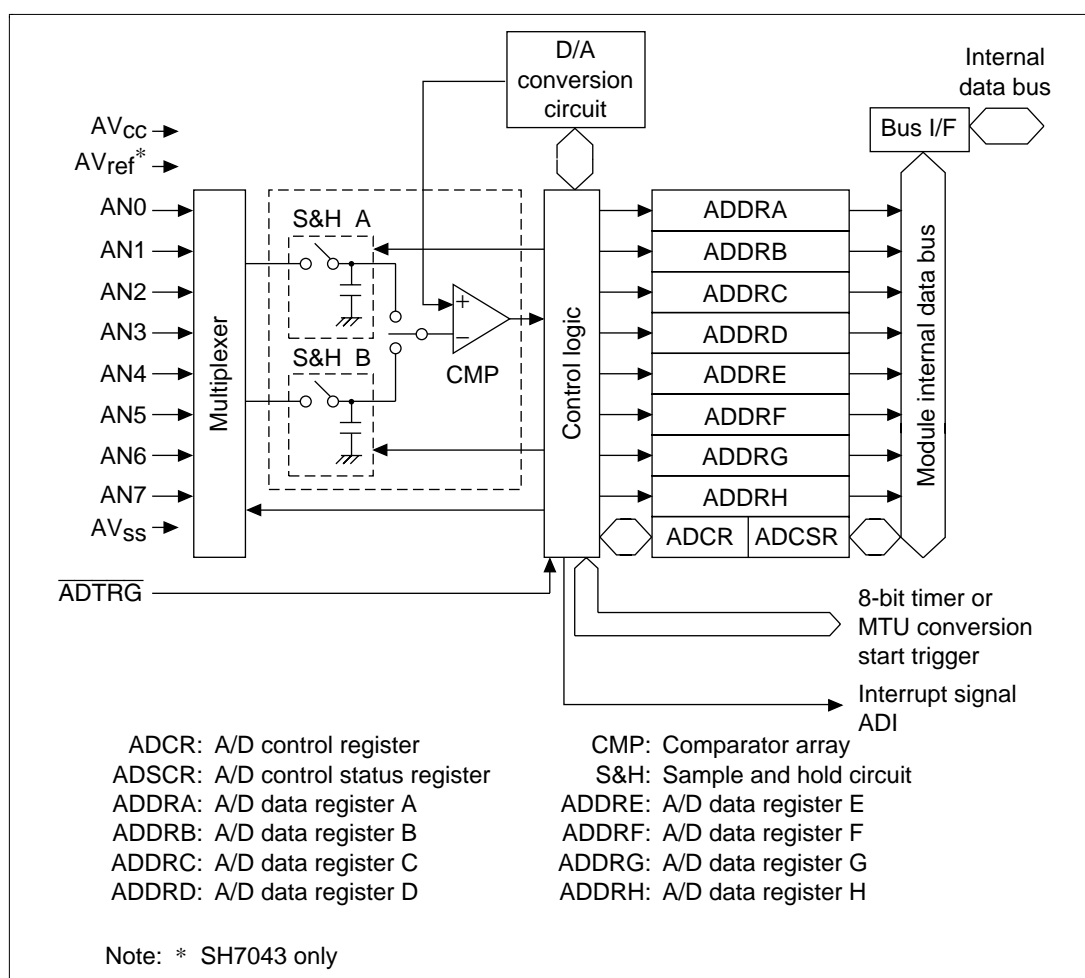 D/A
conversion
circuit
Internal
data bus
Bus I/F
AVcc
AVref*
AN0
AN1
AN2
AN3
AN4
AN5
AN6
AN7
AVss
ADTRG
Multiplexer
S&H A
S&H B
+
−
CMP
Control logic
ADDRA
ADDRB
ADDRC
ADDRD
ADDRE
ADDRF
ADDRG
ADDRH
ADCR
ADCSR
Module internal data bus
8-bit timer or
MTU conversion
start trigger
Interrupt signal
ADI
ADCR: A/D control register
ADSCR: A/D control status register
ADDRA: A/D data register A
ADDRB: A/D data register B
ADDRC: A/D data register C
ADDRD: A/D data register D
CMP: Comparator array
S&H: Sample and hold circuit
ADDRE: A/D data register E
ADDRF: A/D data register F
ADDRG: A/D data register G
ADDRH: A/D data register H
Note: * SH7043 only